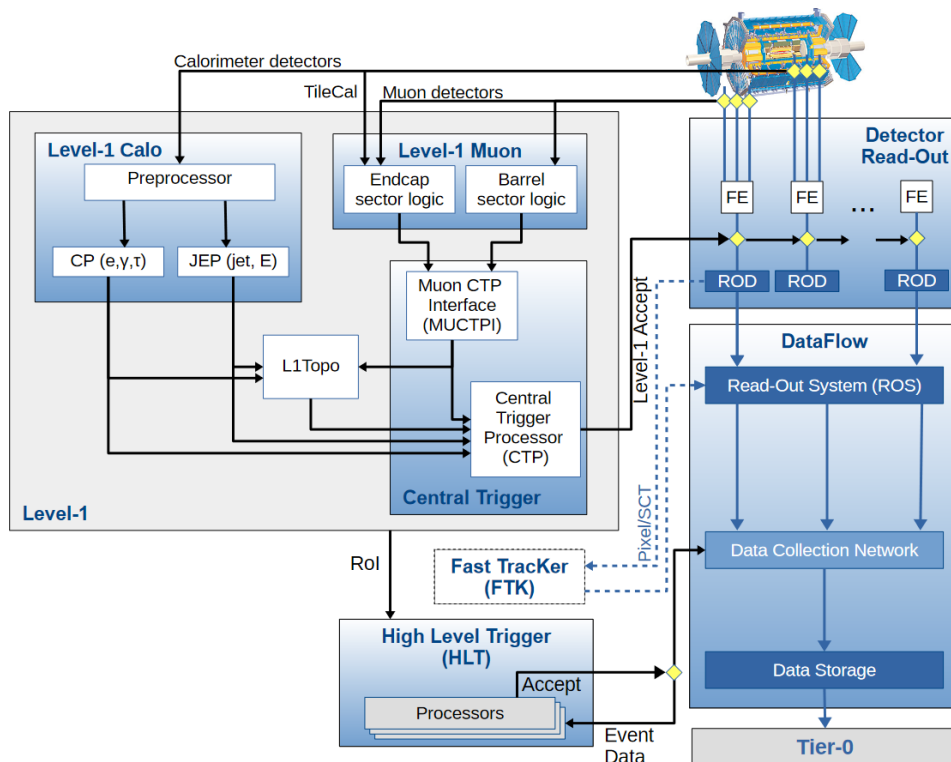 Calorimeter detectors
TileCal
Muon detectors
Level-1 Calo
Preprocessor
CP (e,γ,τ)
JEP (jet, E)
Level-1 Muon
Endcap
sector logic
Barrel
sector logic
Muon CTP
Interface
(MUCTPI)
L1Topo
Central
Trigger
Processor
(CTP)
Central Trigger
Level-1
Level-1 Accept
Detector
Read-Out
FE
FE
...
FE
ROD
ROD
ROD
DataFlow
Read-Out System (ROS)
Pixel/SCT
Data Collection Network
Data Storage
Tier-0
RoI
Fast TracKer
(FTK)
High Level Trigger
(HLT)
Accept
Processors
Event
Data